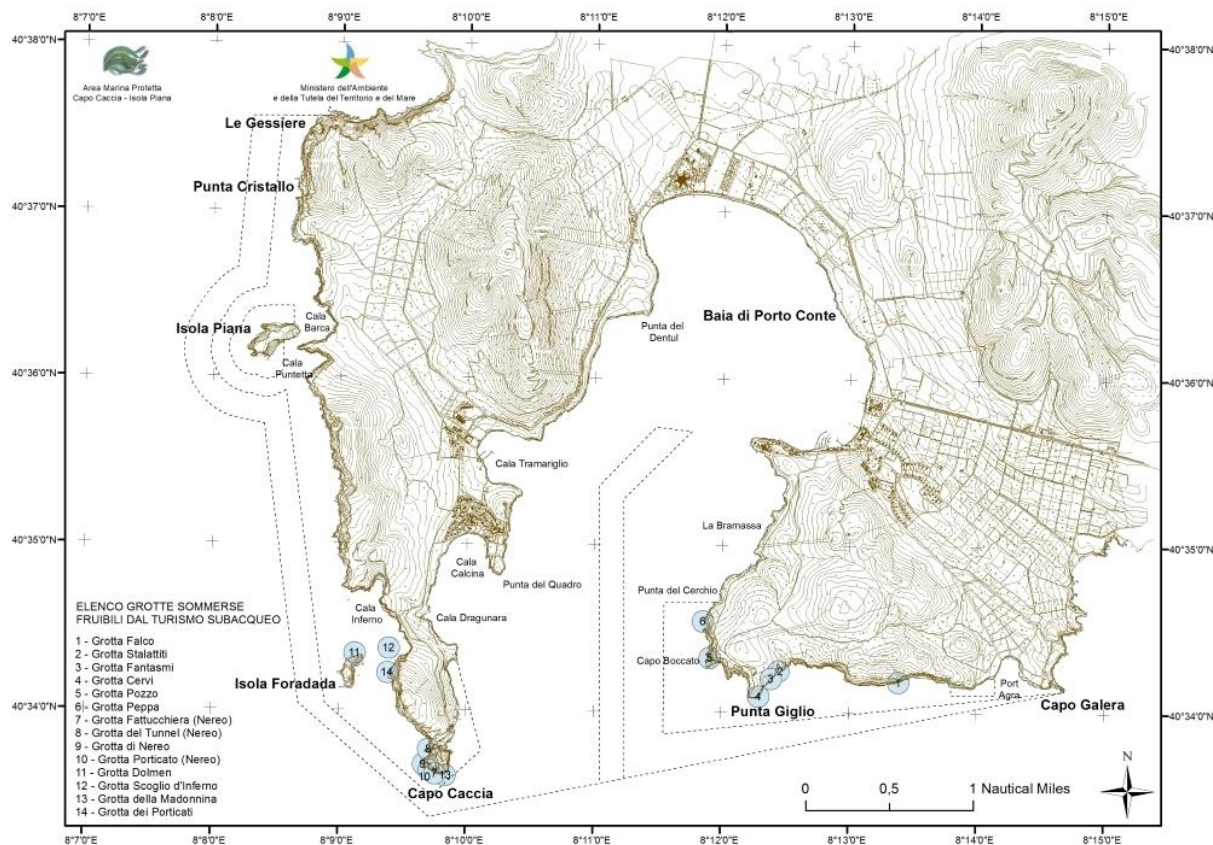 8°7'0"E 8°8'0"E 8°9'0"E 8°10'0"E 8°11'0"E 8°12'0"E 8°13'0"E 8°14'0"E 8°15'0"E
40°38'0"N 40°38'0"N
Area Marina Protetta
Capo Caccia - Isola Piana
Ministero dell'Ambiente
e della Tutela del Territorio e del Mare
Le Gessiere
Punta Cristallo
40°37'0"N 40°37'0"N
Isola Piana
Cala
Barca
Cala
Puntetta
Punta del
Dentul
Baia di Porto Conte
40°36'0"N 40°36'0"N
Cala Tramariglio
La Bramassa
40°35'0"N 40°35'0"N
Cala
Calcina
Punta del Quadro
Punta del Cerchio
Cala
Inferno
Cala Dragunara
ELENCO GROTTE SOMMERSE
FRUIBILI DAL TURISMO SUBACQUEO
1 - Grotta Falco
2 - Grotta Stalattiti
3 - Grotta Fantasmi
4 - Grotta Cervi
5 - Grotta Pozzo
6 - Grotta Peppa
7 - Grotta Fattucchiera (Nereo)
8 - Grotta del Tunnel (Nereo)
9 - Grotta di Nereo
10 - Grotta Porticato (Nereo)
11 - Grotta Dolmen
12 - Grotta Scoglio d'Inferno
13 - Grotta della Madonnina
14 - Grotta dei Porticati
11
12
14
Isola Foradada
6
5
Capo Boccato
2
3
4
1
Punta Giglio
Port
Agra
Capo Galera
40°34'0"N 40°34'0"N
8
9
7
10
13
Capo Caccia
N
0 0,5 1 Nautical Miles
8°7'0"E 8°8'0"E 8°9'0"E 8°10'0"E 8°11'0"E 8°12'0"E 8°13'0"E 8°14'0"E 8°15'0"E